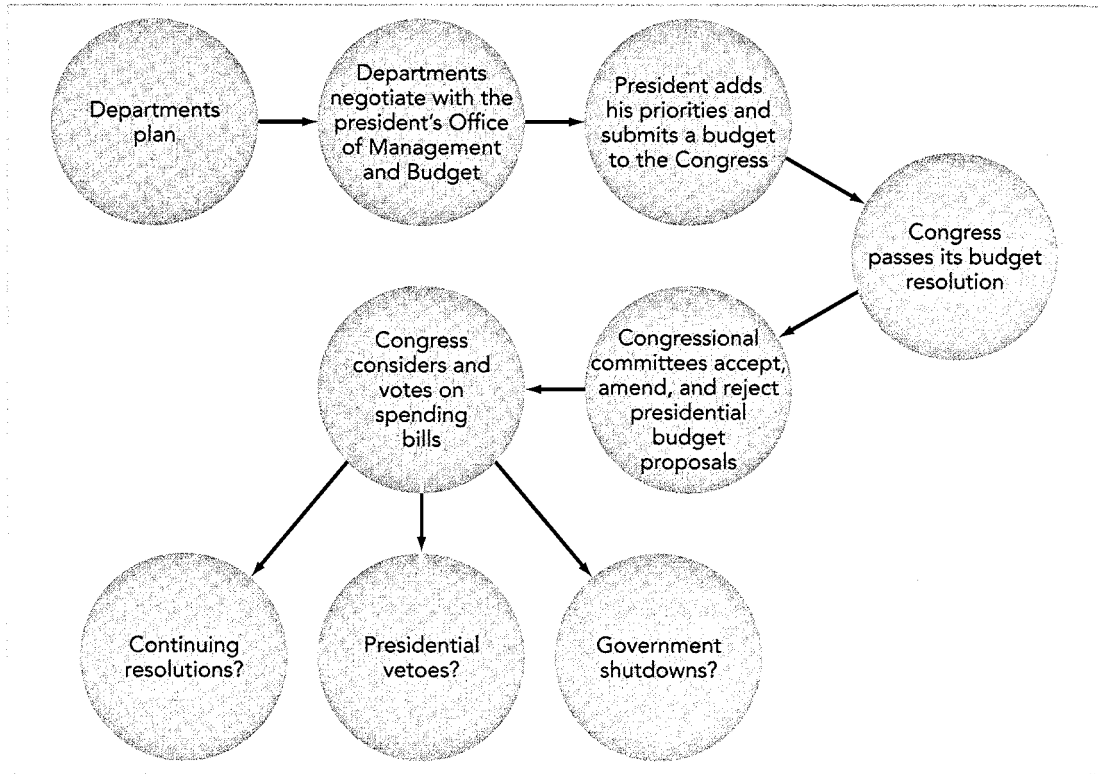 Departments
plan
Departments
negotiate with the
president's Office
of Management
and Budget
President adds
his priorities and
submits a budget
to the Congress
Congress
passes its budget
resolution
Congressional
committees accept,
amend, and reject
presidential
budget
proposals
Congress
considers and
votes on
spending
bills
Continuing
resolutions?
Presidential
vetoes?
Government
shutdowns?